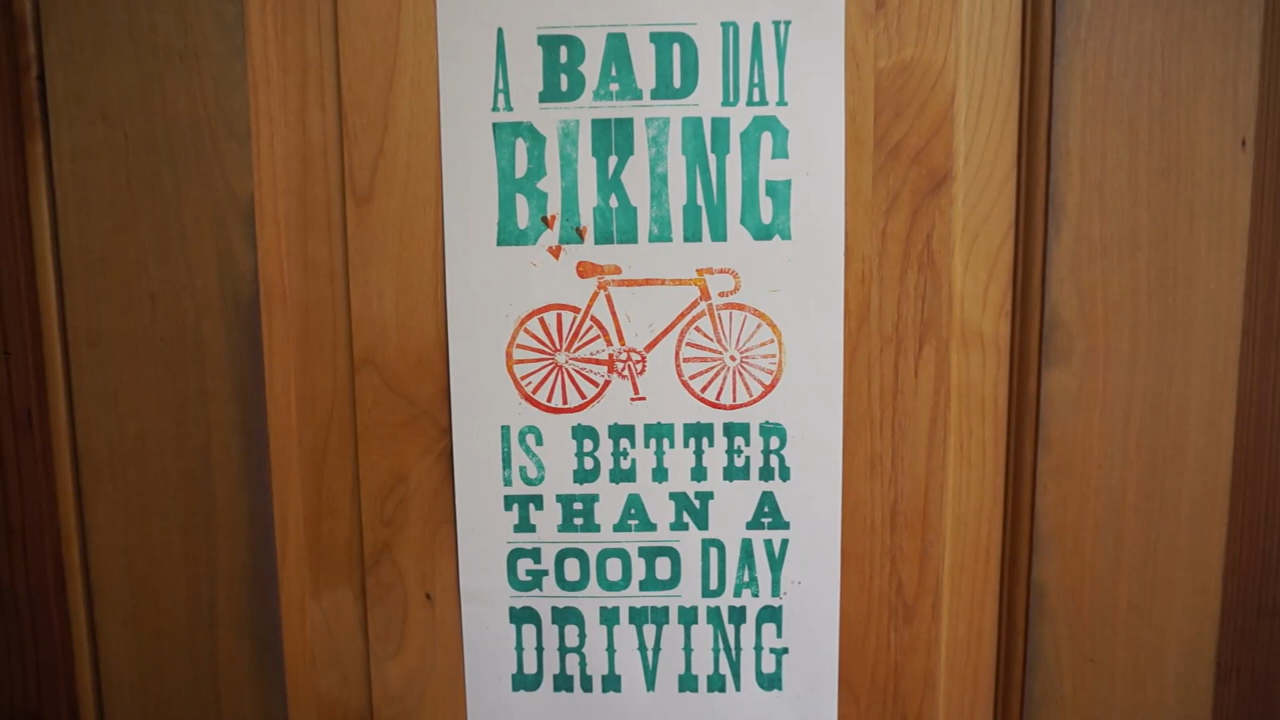 A BAD DAY
BIKING
IS BETTER
THAN A
GOOD DAY
DRIVING